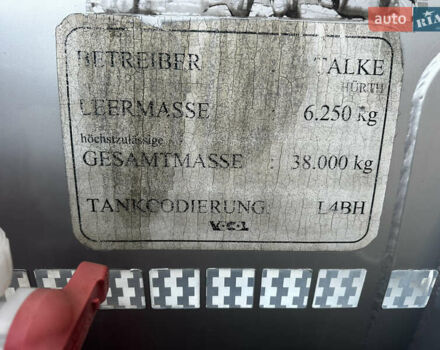 auto RIA
BETREIBER : TALKE
HÜRTH
LEERMASSE : 6.250 kg
höchstzulässige
GESAMTMASSE : 38.000 kg
TANKCODIERUNG: L4BH